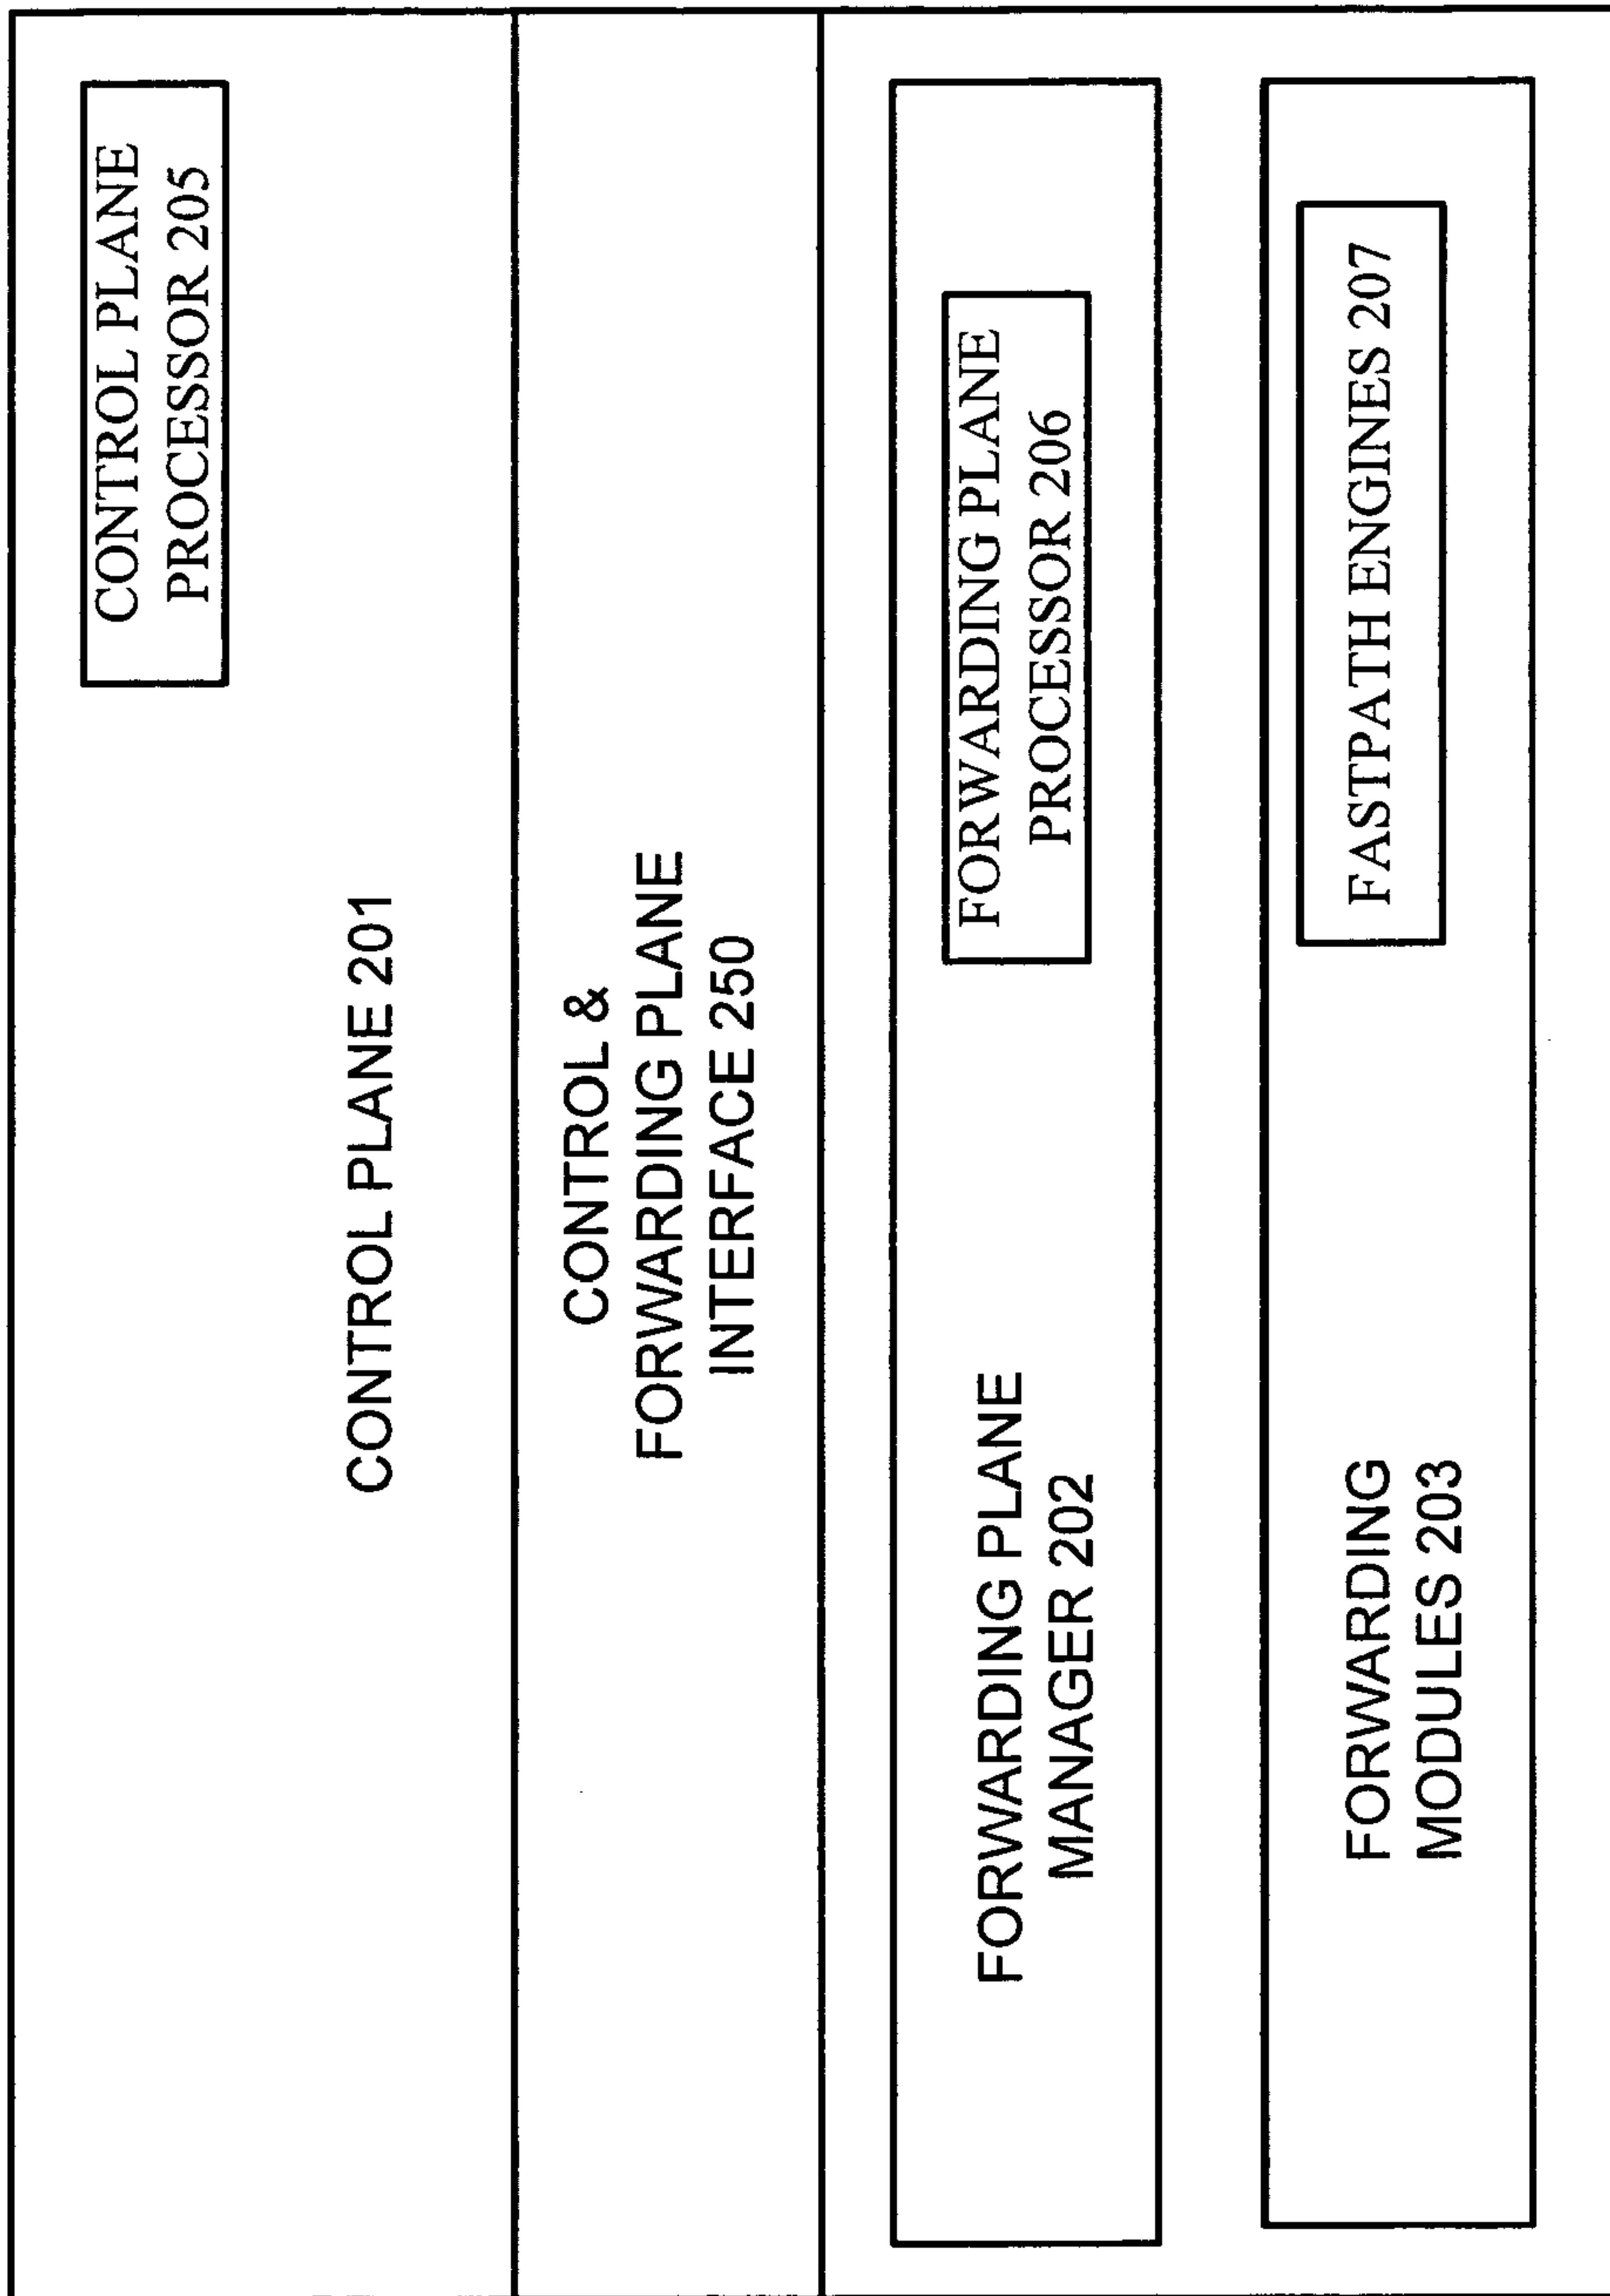 CONTROL PLANE
PROCESSOR 205
CONTROL PLANE 201
CONTROL &
FORWARDING PLANE
INTERFACE 250
FORWARDING PLANE
MANAGER 202
FORWARDING PLANE
PROCESSOR 206
FORWARDING
MODULES 203
FASTPATH ENGINES 207